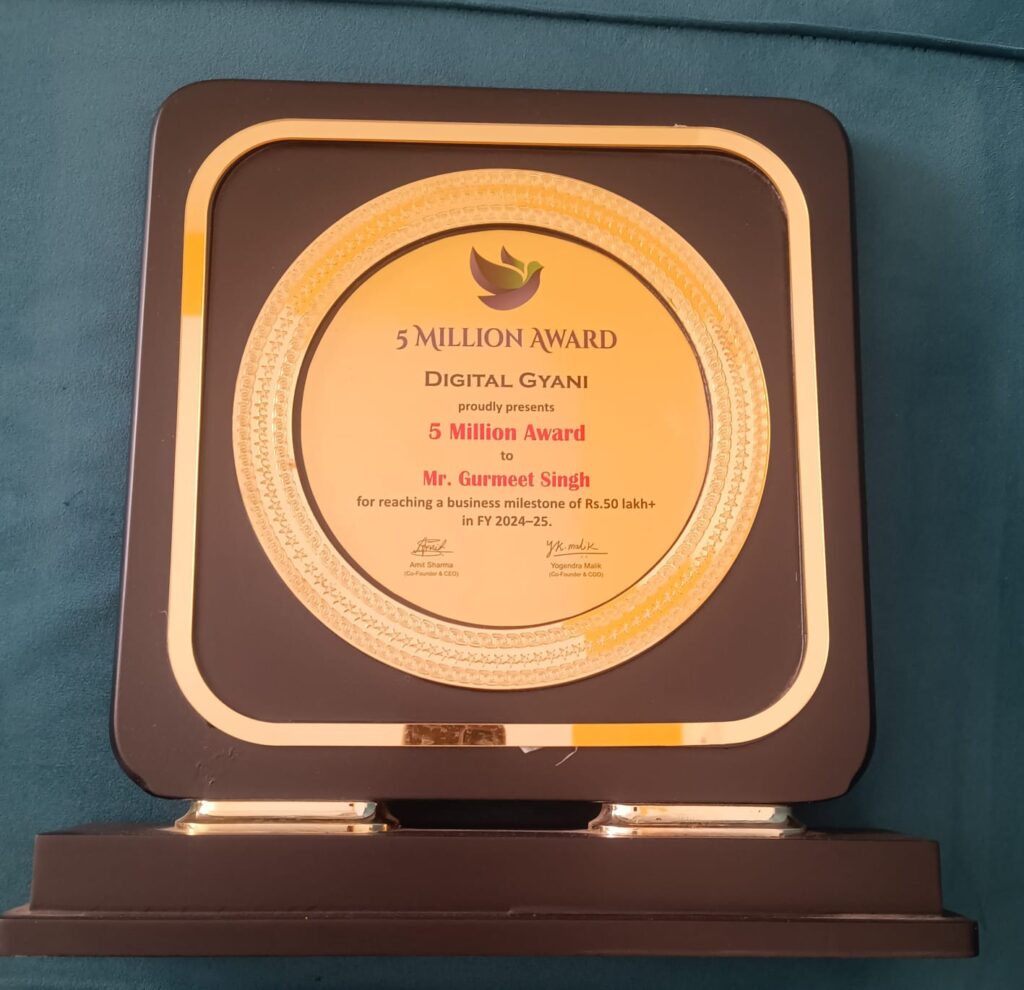 5 MILLION AWARD
DIGITAL GYANI
proudly presents
5 Million Award
to
Mr. Gurmeet Singh
for reaching a business milestone of Rs.50 lakh+
in FY 2024–25.
Y.K. malik
Amit Sharma Yogendra Malik
(Co-Founder & CEO) (Co-Founder & COO)